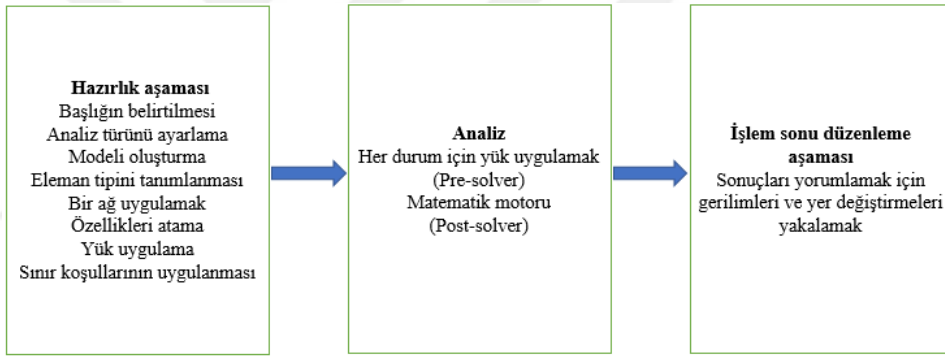 Hazırlık aşaması
Başlığın belirtilmesi
Analiz türünü ayarlama
Modeli oluşturma
Eleman tipini tanımlanması
Bir ağ uygulamak
Özellikleri atama
Yük uygulama
Sınır koşullarının uygulanması
Analiz
Her durum için yük uygulamak
(Pre-solver)
Matematik motoru
(Post-solver)
İşlem sonu düzenleme
aşaması
Sonuçları yorumlamak için
gerilimleri ve yer değiştirmeleri
yakalamak